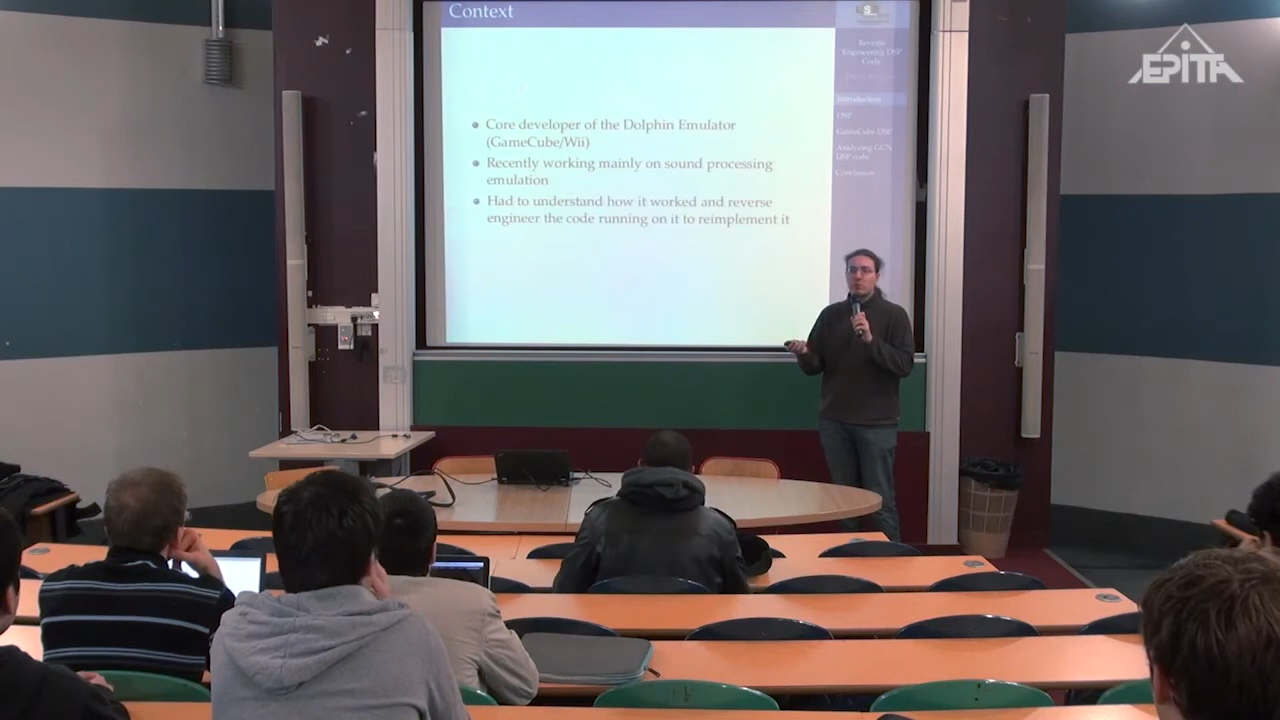 Context
Core developer of the Dolphin Emulator
(GameCube/Wii)
Recently working mainly on sound processing
emulation
Had to understand how it worked and reverse
engineer the code running on it to reimplement it
Reverse
Engineering DSP
Code
Introduction
DSP
GameCube DSP
Analyzing GCN
DSP code
Conclusion
EPITA